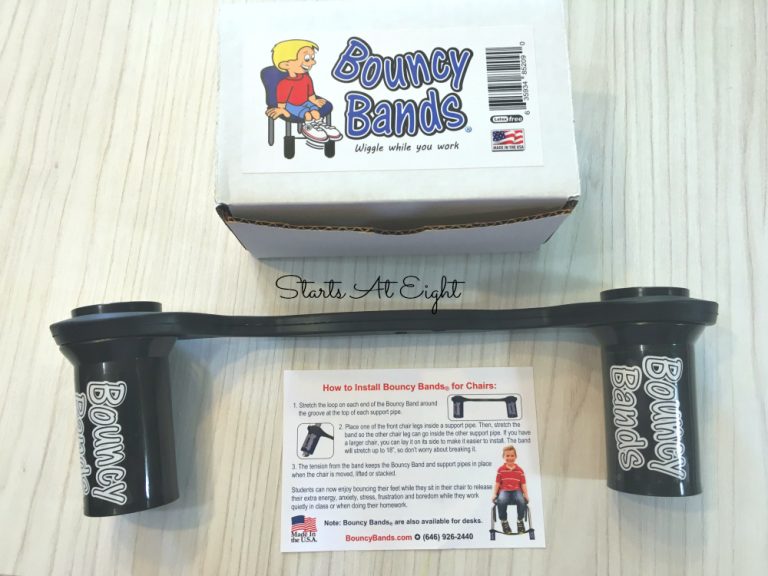 Bouncy
Bands®
Wiggle while you work
6 35934 85209 0
Latex free
MADE IN THE USA
Starts At Eight
How to Install Bouncy Bands® for Chairs:
1. Stretch the loop on each end of the Bouncy Band around
the groove at the top of each support pipe.
2. Place one of the front chair legs inside a support pipe. Then, stretch the
band so the other chair leg can go inside the other support pipe. If you have
a larger chair, you can lay it on its side to make it easier to install. The band
will stretch up to 18", so don't worry about breaking it.
3. The tension from the band keeps the Bouncy Band and support pipes in place
when the chair is moved, lifted or stacked.
Students can now enjoy bouncing their feet while they sit in their chair to release
their extra energy, anxiety, stress, frustration and boredom while they work
quietly in class or when doing their homework.
Note: Bouncy Bands® are also available for desks.
Made In
the U.S.A.
BouncyBands.com ✪ (646) 926-2440
Bouncy
Bands
Bouncy
Bands